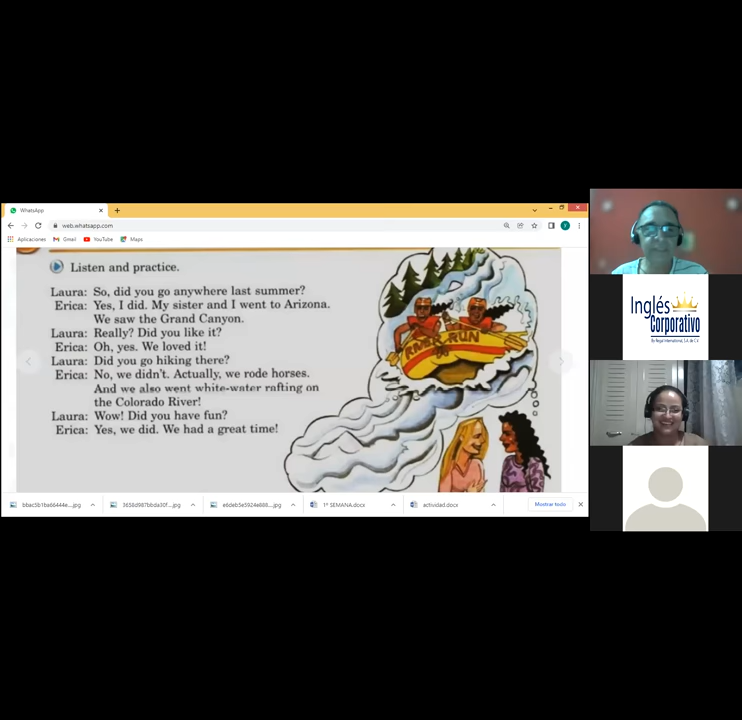 WhatsApp
web.whatsapp.com
Aplicaciones Gmail YouTube Maps
Listen and practice.
Laura: So, did you go anywhere last summer?
Erica: Yes, I did. My sister and I went to Arizona.
We saw the Grand Canyon.
Laura: Really? Did you like it?
Erica: Oh, yes. We loved it!
Laura: Did you go hiking there?
Erica: No, we didn't. Actually, we rode horses.
And we also went white-water rafting on
the Colorado River!
Laura: Wow! Did you have fun?
Erica: Yes, we did. We had a great time!
RIVER RUN
1º SEMANA.docx
actividad.docx
Mostrar todo
Inglés
Corporativo